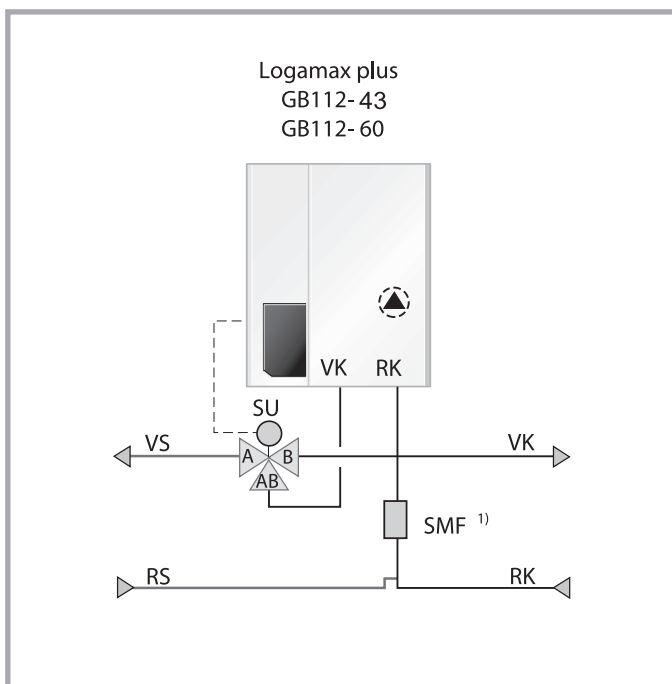 Logamax plus
GB112- 43
GB112- 60
VK RK
SU
VS A B VK
AB
SMF 1)
RS RK